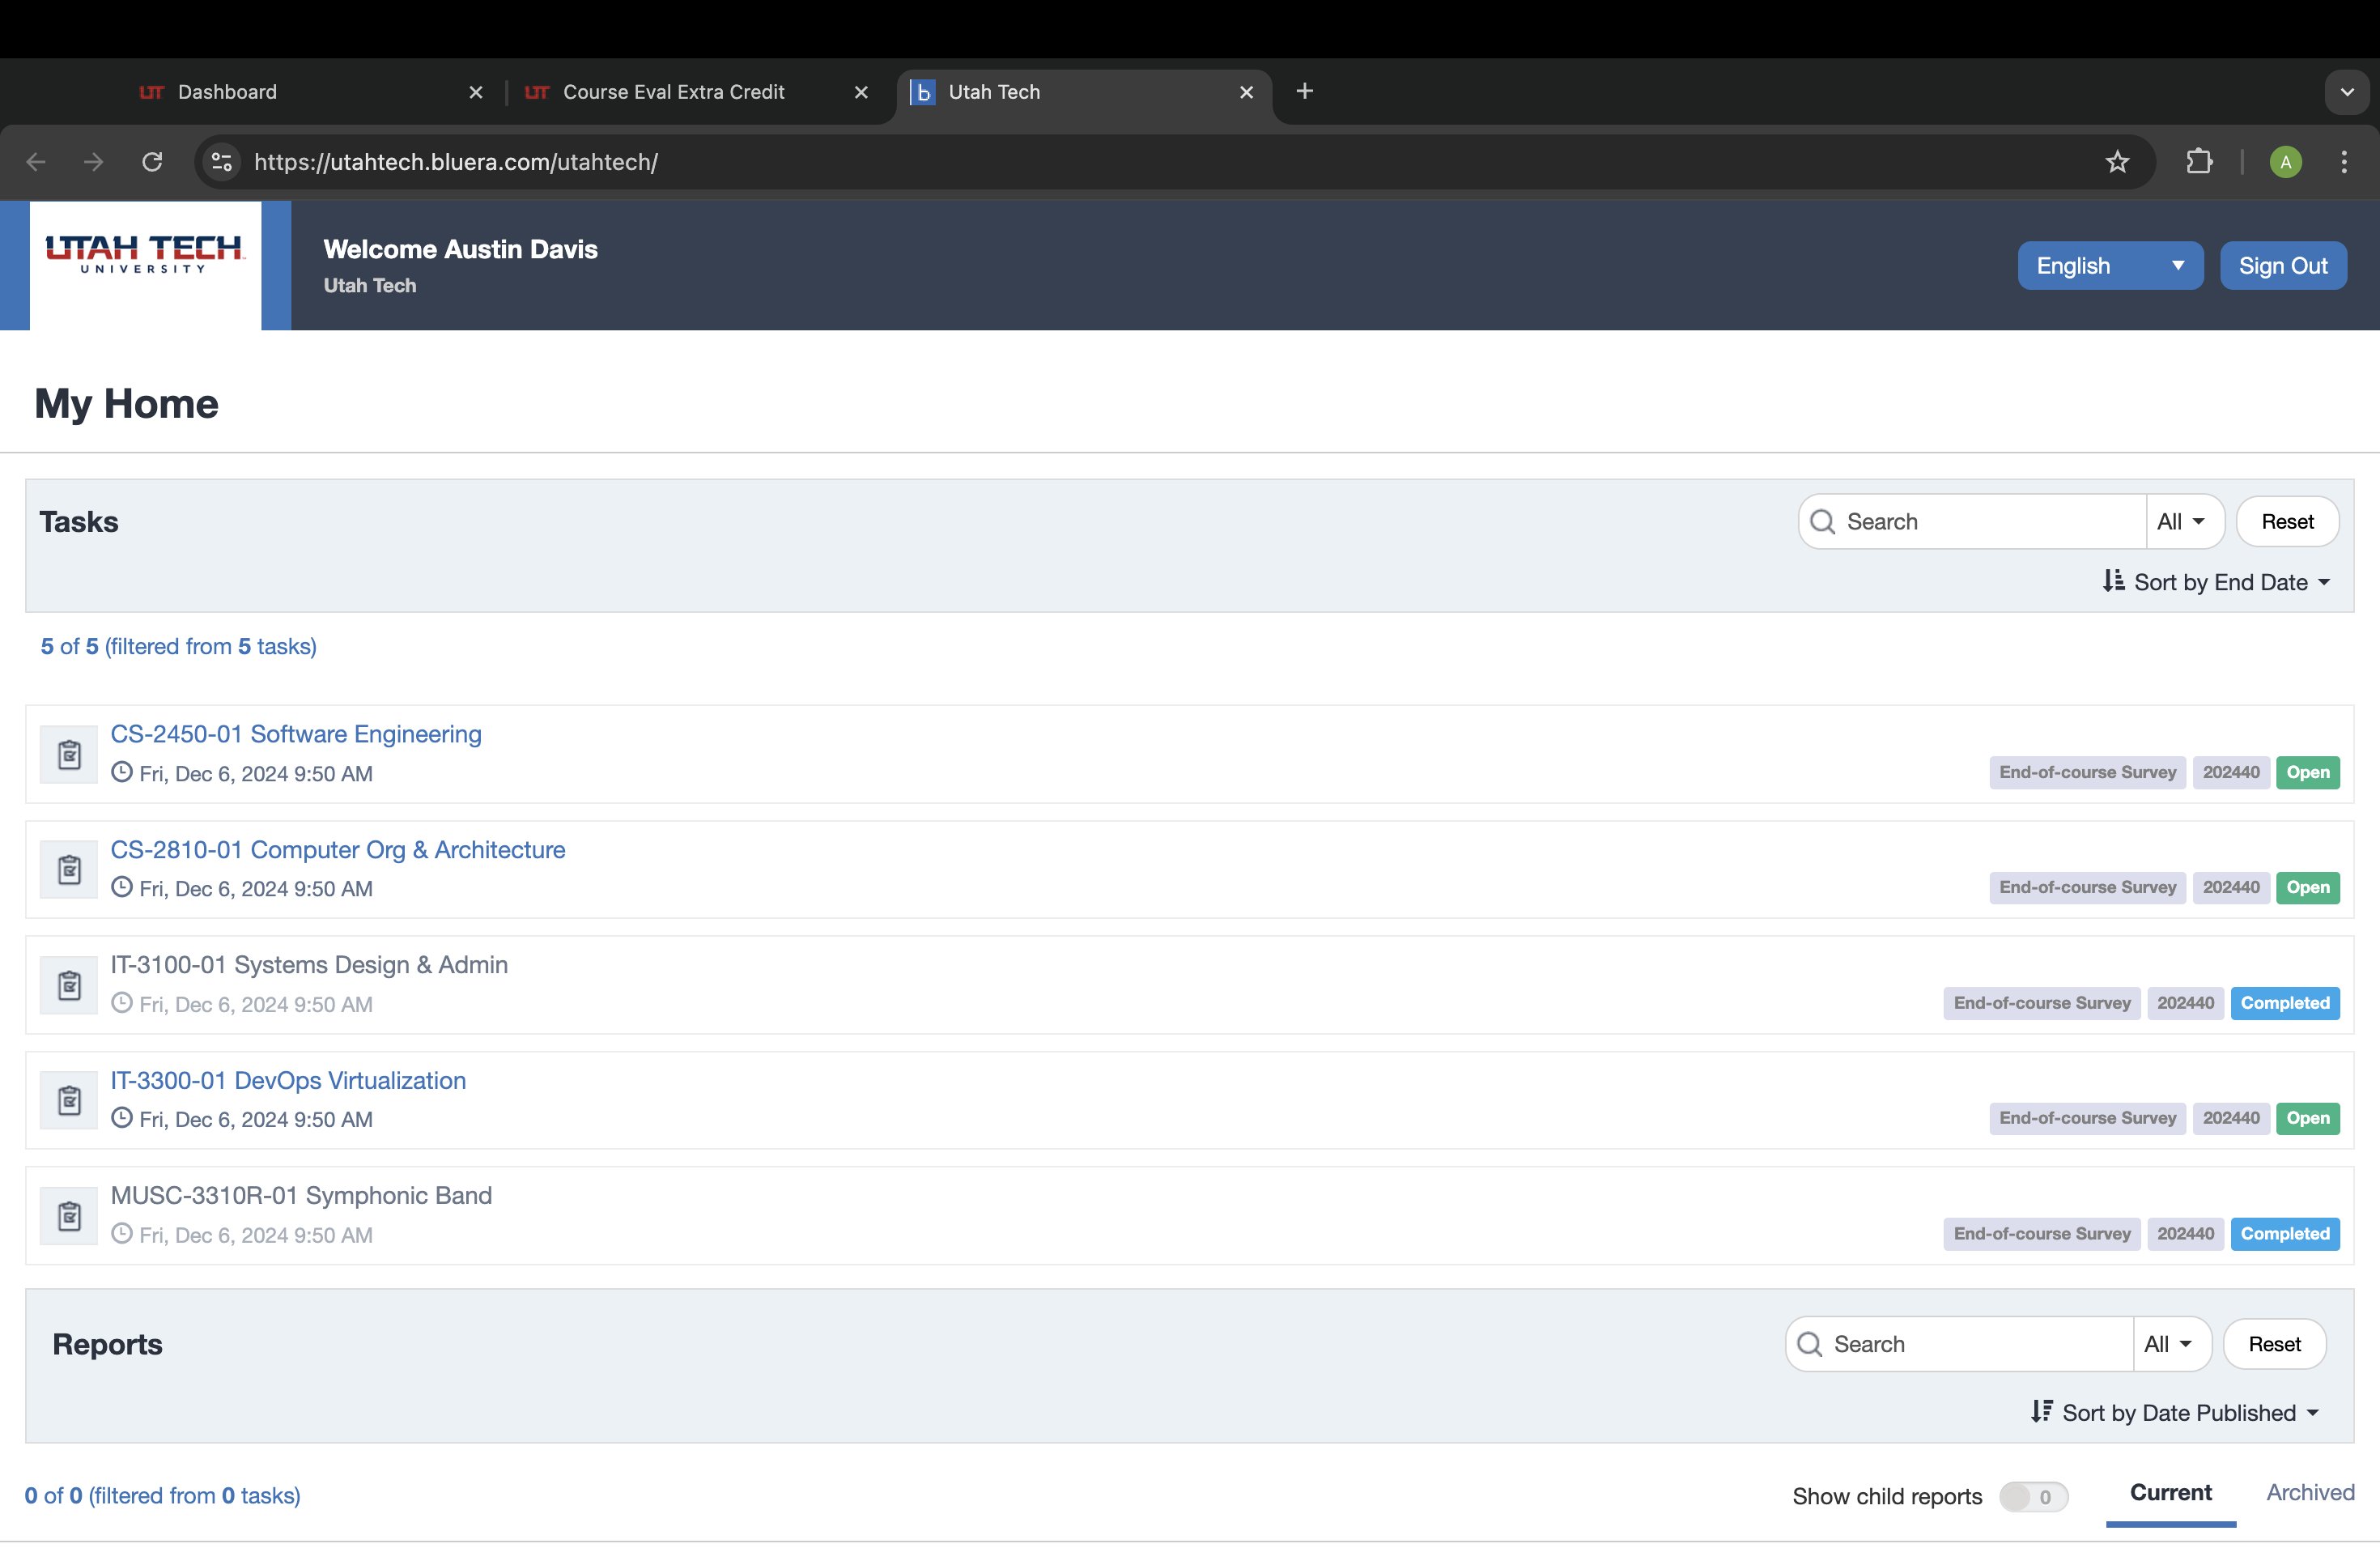 Dashboard
Course Eval Extra Credit
Utah Tech
https://utahtech.bluera.com/utahtech/
A
UTAH TECH
UNIVERSITY
Welcome Austin Davis
Utah Tech
English
Sign Out
My Home
Tasks
Search
All
Reset
Sort by End Date
5 of 5 (filtered from 5 tasks)
CS-2450-01 Software Engineering
Fri, Dec 6, 2024 9:50 AM
End-of-course Survey 202440 Open
CS-2810-01 Computer Org & Architecture
Fri, Dec 6, 2024 9:50 AM
End-of-course Survey 202440 Open
IT-3100-01 Systems Design & Admin
Fri, Dec 6, 2024 9:50 AM
End-of-course Survey 202440 Completed
IT-3300-01 DevOps Virtualization
Fri, Dec 6, 2024 9:50 AM
End-of-course Survey 202440 Open
MUSC-3310R-01 Symphonic Band
Fri, Dec 6, 2024 9:50 AM
End-of-course Survey 202440 Completed
Reports
Search
All
Reset
Sort by Date Published
0 of 0 (filtered from 0 tasks)
Show child reports 0
Current
Archived